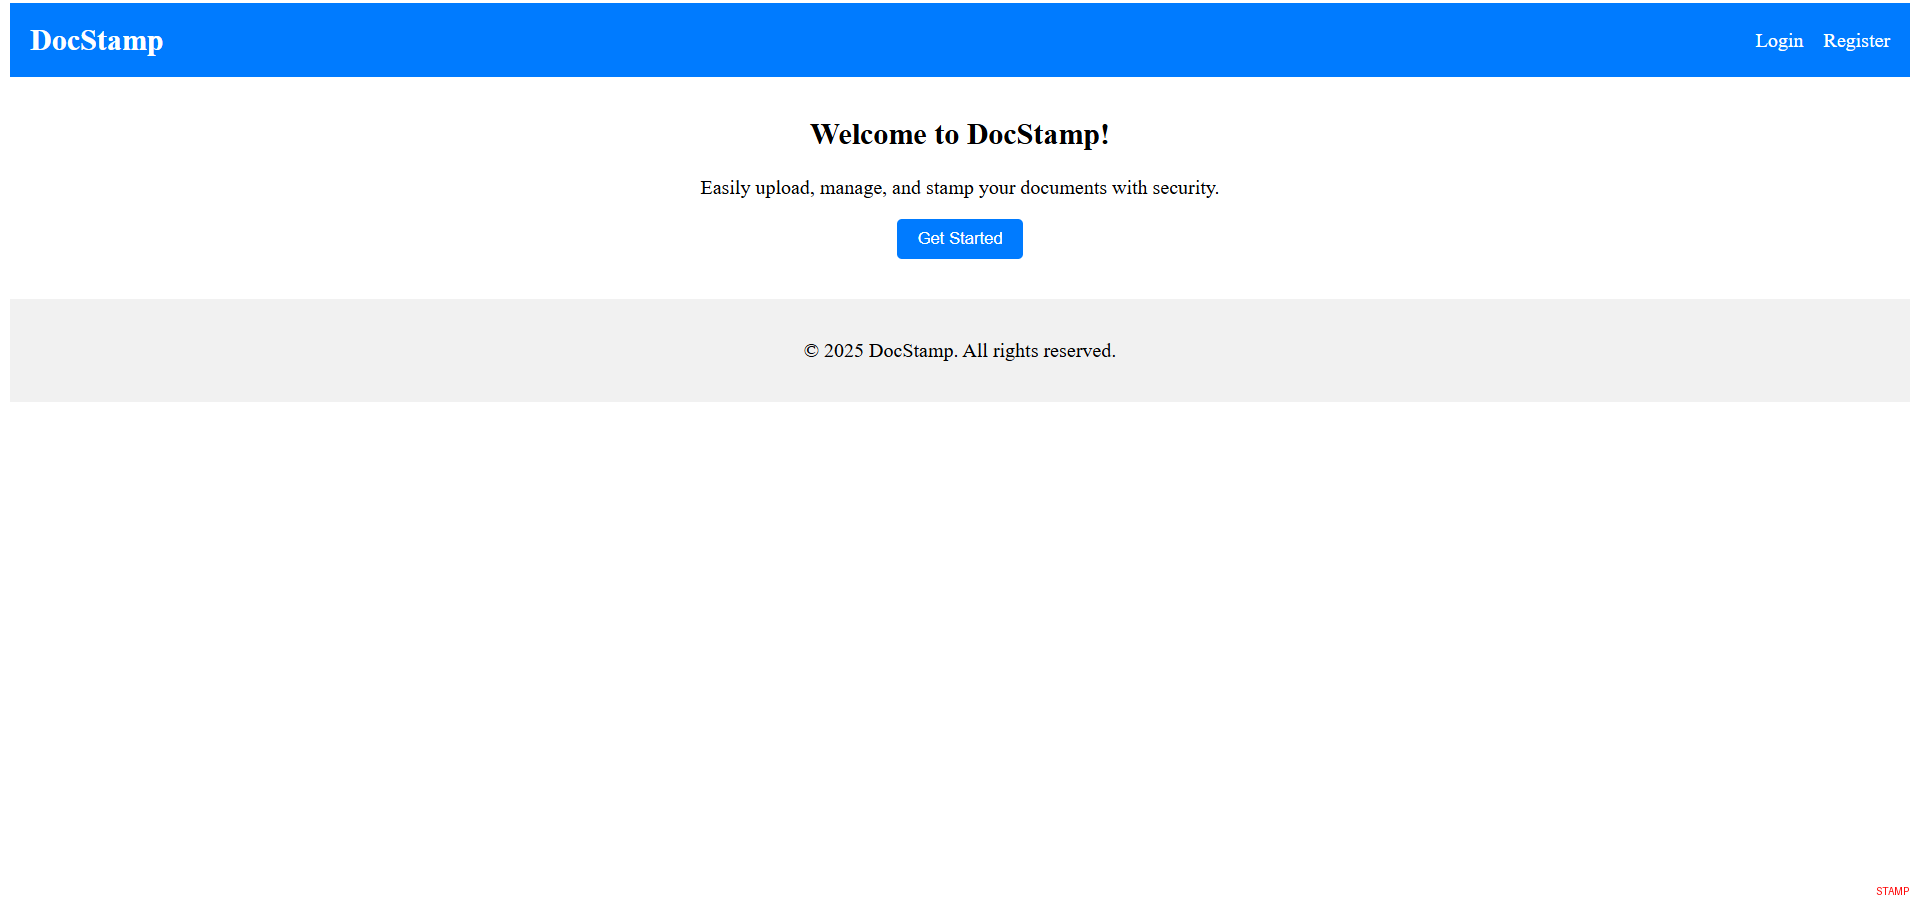 DocStamp
Login Register
Welcome to DocStamp!
Easily upload, manage, and stamp your documents with security.
Get Started
© 2025 DocStamp. All rights reserved.
STAMP